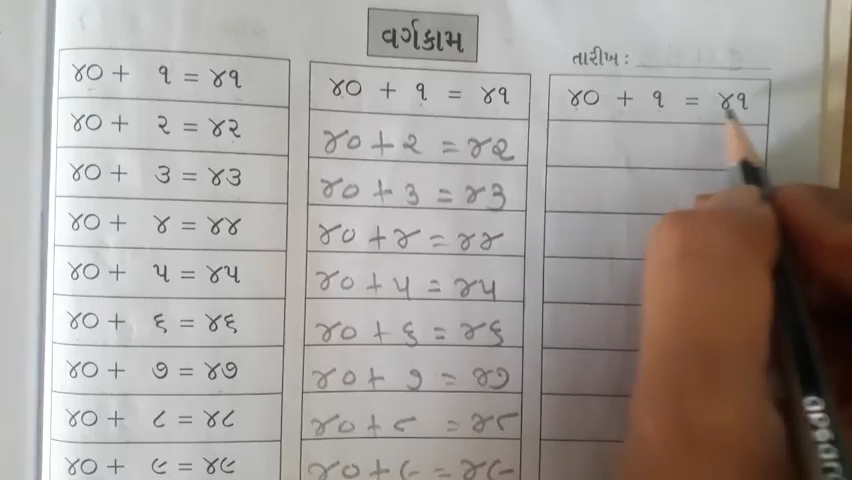 વર્ગકામ
તારીખ :
૪૦ + ૧ = ૪૧
૪૦ + ૨ = ૪૨
૪૦ + ૩ = ૪૩
૪૦ + ૪ = ૪૪
૪૦ + ૫ = ૪૫
૪૦ + ૬ = ૪૬
૪૦ + ૭ = ૪૭
૪૦ + ૮ = ૪૮
૪૦ + ૯ = ૪૯
૪૦ + ૧ = ૪૧
૪૦ + ૨ = ૪૨
૪૦ + ૩ = ૪૩
૪૦ + ૪ = ૪૪
૪૦ + ૫ = ૪૫
૪૦ + ૬ = ૪૬
૪૦ + ૭ = ૪૭
૪૦ + ૮ = ૪૮
૪૦ + ૯ = ૪૯
૪૦ + ૧ = ૪૧
apsara